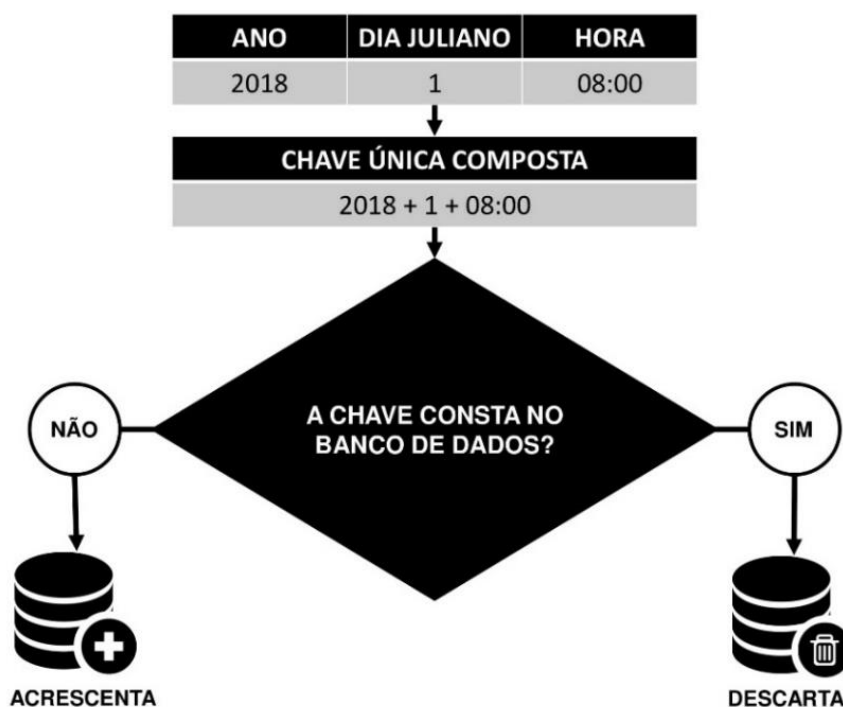 ANO DIA JULIANO HORA
2018 1 08:00
CHAVE ÚNICA COMPOSTA
2018 + 1 + 08:00
A CHAVE CONSTA NO
BANCO DE DADOS?
NÃO
SIM
ACRESCENTA
DESCARTA